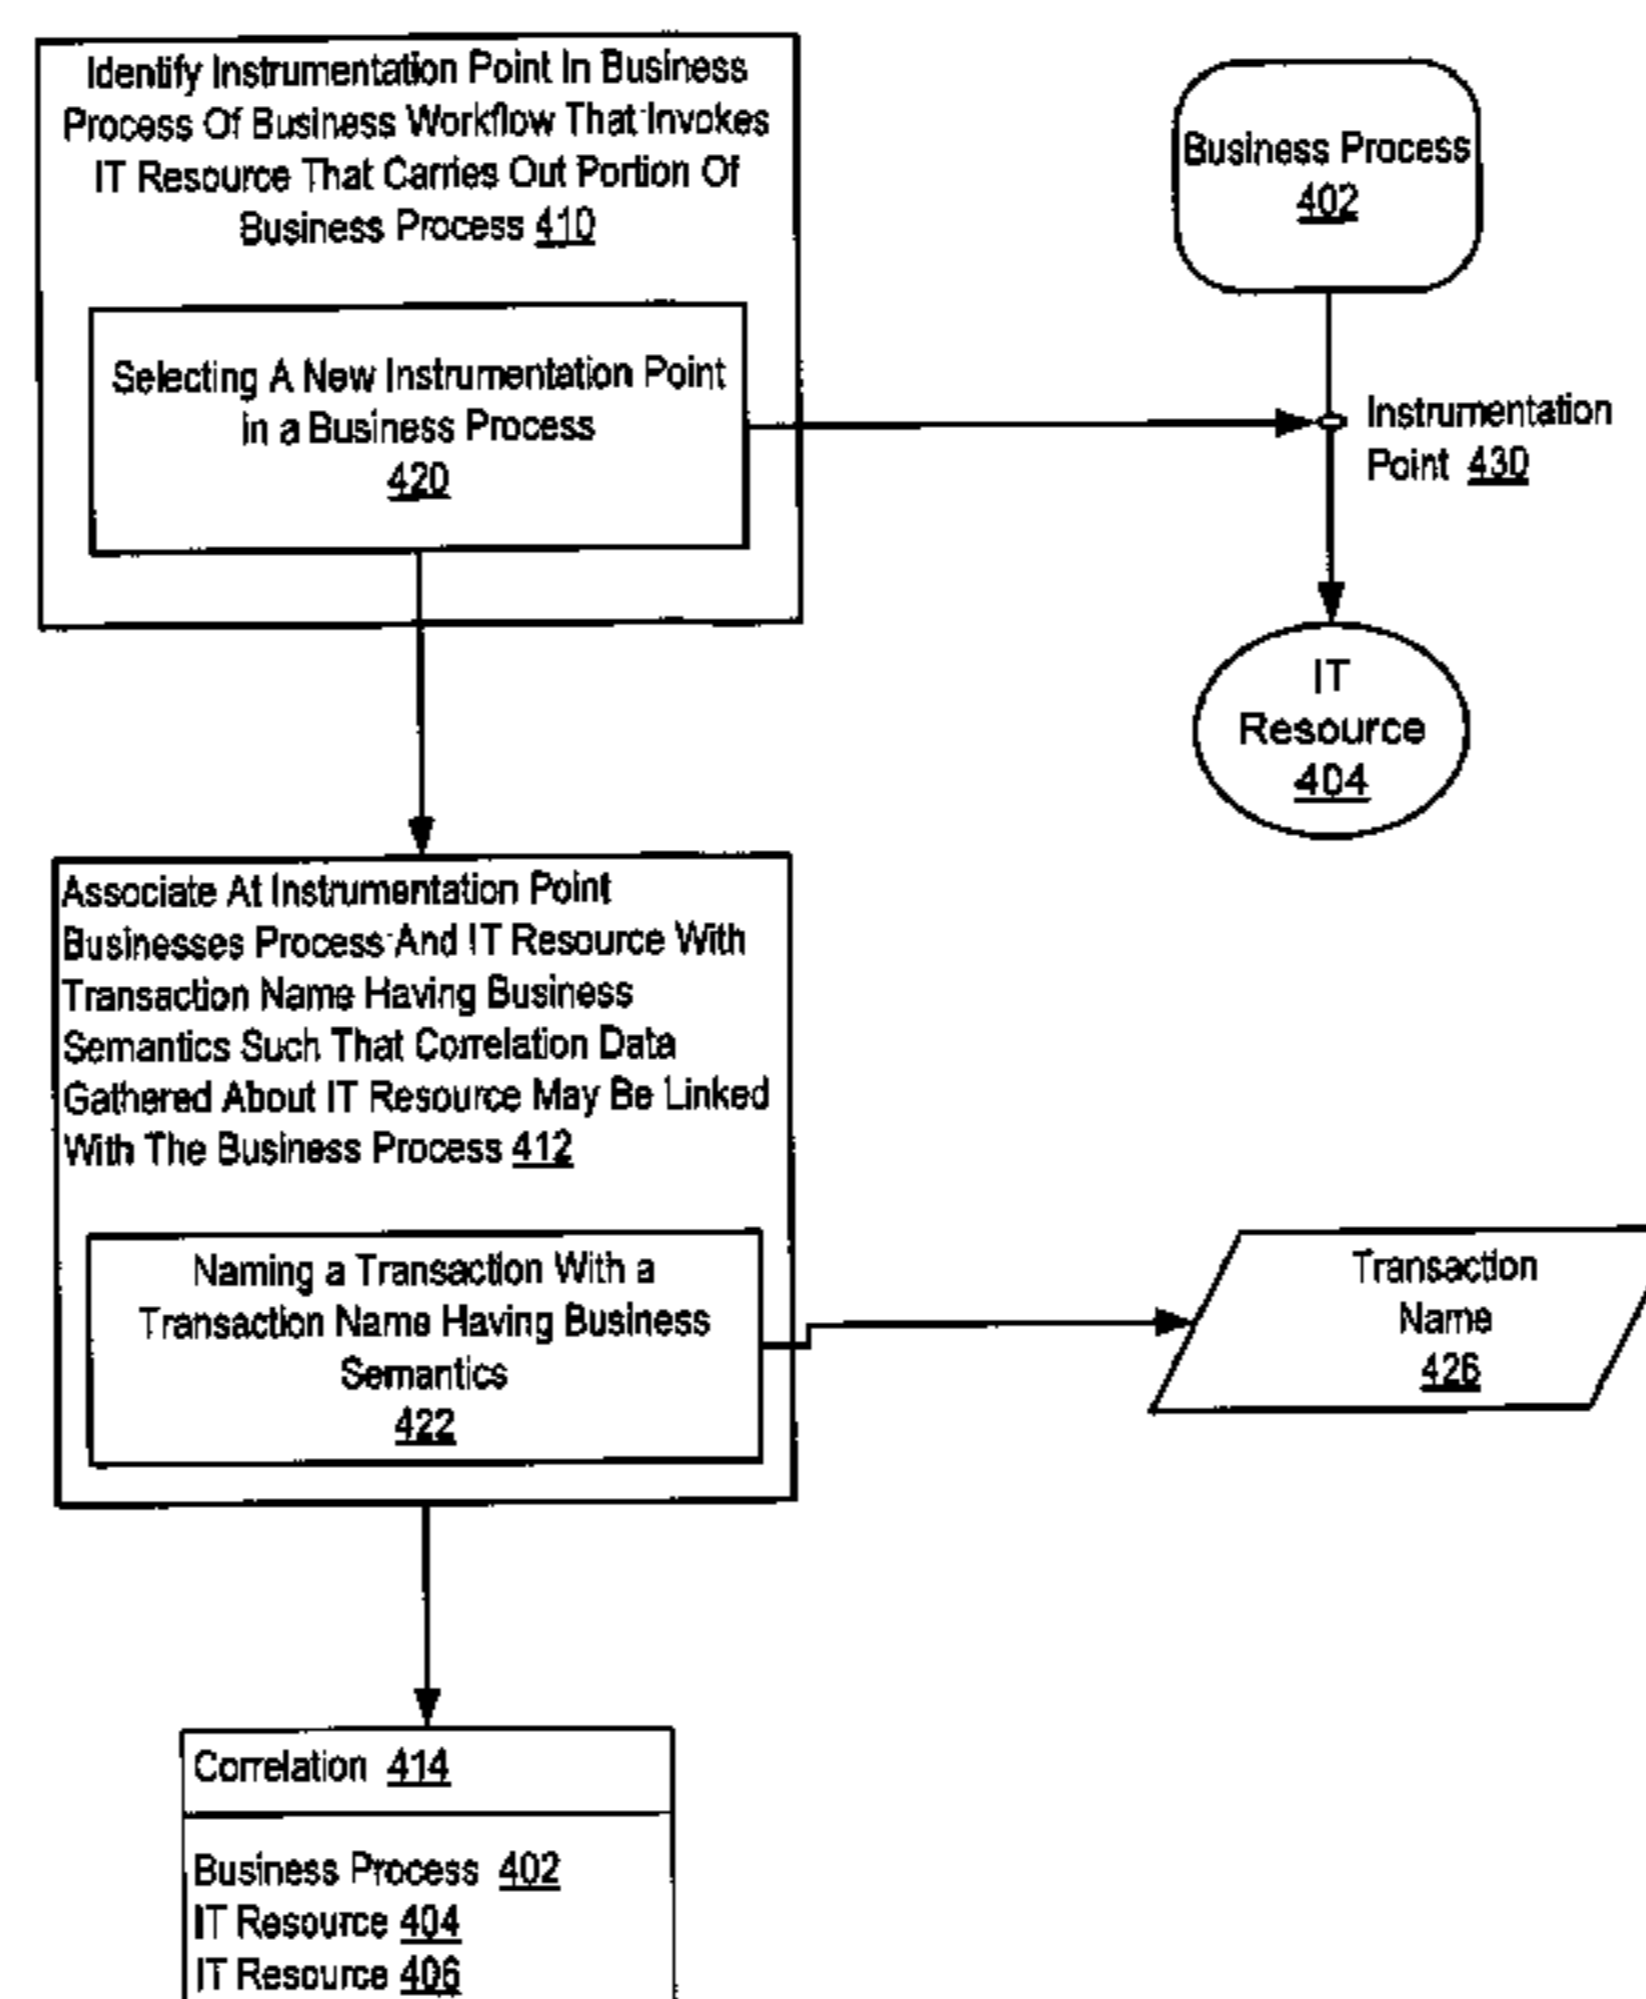 Identify Instrumentation Point In Business
Process Of Business Workflow That Invokes
IT Resource That Carries Out Portion Of
Business Process 410
Selecting A New Instrumentation Point
in a Business Process
420
Business Process
402
Instrumentation
Point 430
IT
Resource
404
Associate At Instrumentation Point
Businesses Process And IT Resource With
Transaction Name Having Business
Semantics Such That Correlation Data
Gathered About IT Resource May Be Linked
With The Business Process 412
Naming a Transaction With a
Transaction Name Having Business
Semantics
422
Transaction
Name
426
Correlation 414
Business Process 402
IT Resource 404
IT Resource 406